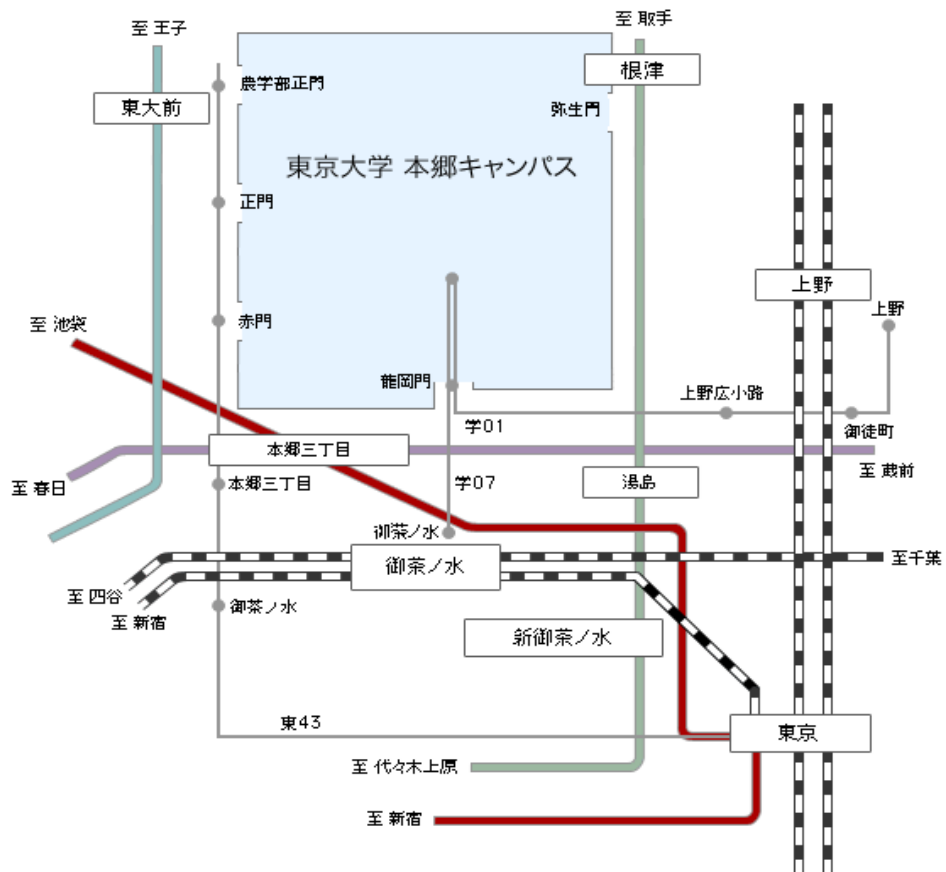 至 王子
至 取手
根津
農学部正門
東大前
弥生門
東京大学 本郷キャンパス
正門
上野
上野
赤門
至 池袋
龍岡門
上野広小路
学01
御徒町
本郷三丁目
至 蔵前
本郷三丁目
学07
湯島
至 春日
御茶ノ水
御茶ノ水
至千葉
至 四谷
御茶ノ水
至 新宿
新御茶ノ水
東43
東京
至 代々木上原
至 新宿